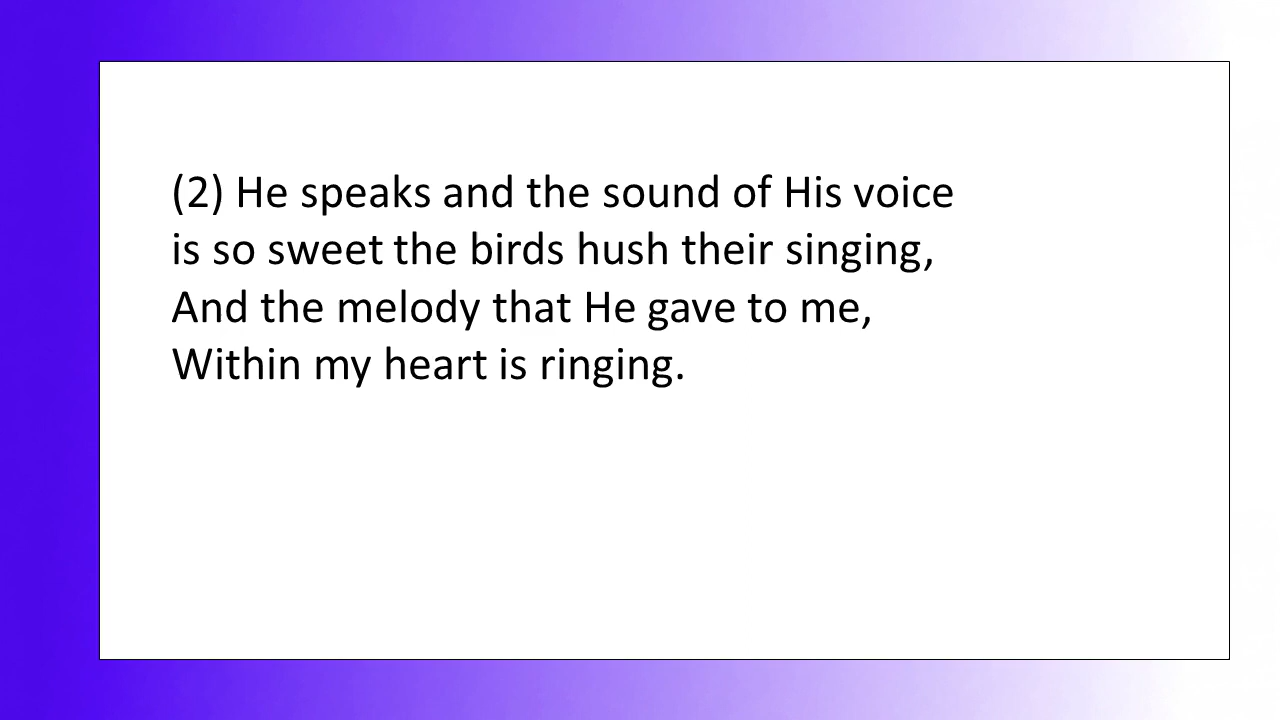 (2) He speaks and the sound of His voice
is so sweet the birds hush their singing,
And the melody that He gave to me,
Within my heart is ringing.